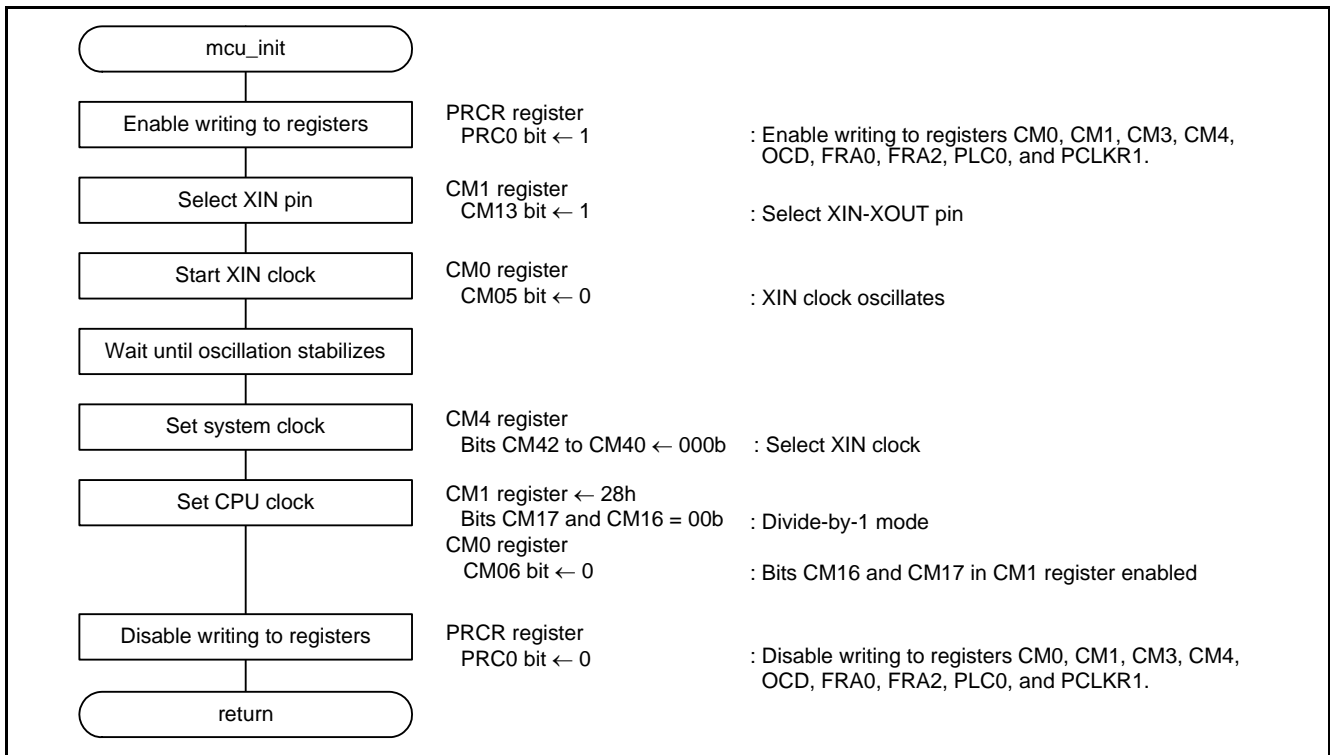 mcu_init
Enable writing to registers
PRCR register
PRC0 bit ← 1
: Enable writing to registers CM0, CM1, CM3, CM4,
OCD, FRA0, FRA2, PLC0, and PCLKR1.
Select XIN pin
CM1 register
CM13 bit ← 1
: Select XIN-XOUT pin
Start XIN clock
CM0 register
CM05 bit ← 0
: XIN clock oscillates
Wait until oscillation stabilizes
Set system clock
CM4 register
Bits CM42 to CM40 ← 000b
: Select XIN clock
Set CPU clock
CM1 register ← 28h
Bits CM17 and CM16 = 00b
: Divide-by-1 mode
CM0 register
CM06 bit ← 0
: Bits CM16 and CM17 in CM1 register enabled
Disable writing to registers
PRCR register
PRC0 bit ← 0
: Disable writing to registers CM0, CM1, CM3, CM4,
OCD, FRA0, FRA2, PLC0, and PCLKR1.
return